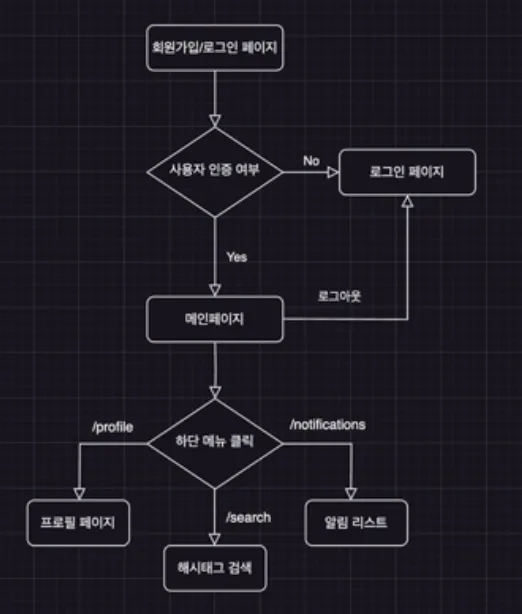 회원가입/로그인 페이지
사용자 인증 여부
No
로그인 페이지
Yes
로그아웃
메인페이지
/profile
하단 메뉴 클릭
/notifications
프로필 페이지
/search
알림 리스트
해시태그 검색